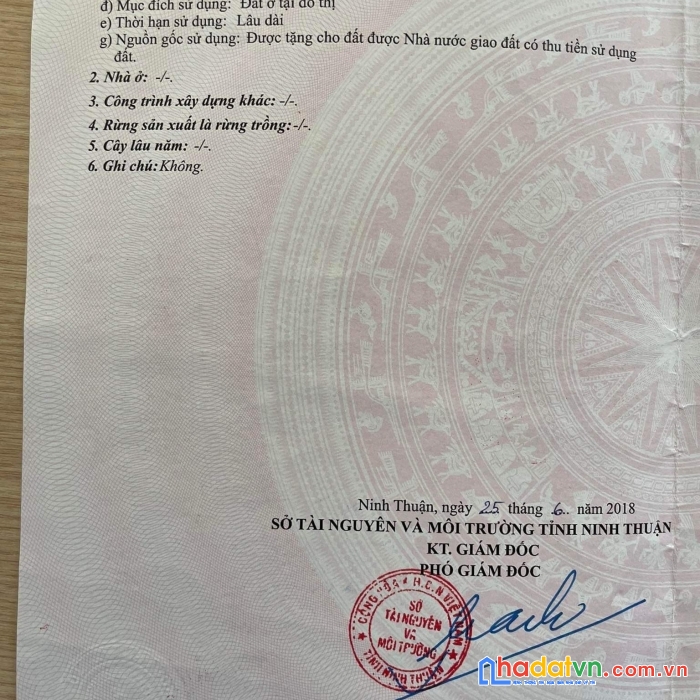 đ) Mục đích sử dụng: Đất ở tại đô thị
e) Thời hạn sử dụng: Lâu dài
g) Nguồn gốc sử dụng: Được tặng cho đất được Nhà nước giao đất có thu tiền sử dụng
đất.
2. Nhà ở: -/-.
3. Công trình xây dựng khác: -/-.
4. Rừng sản xuất là rừng trồng: -/-.
5. Cây lâu năm: -/-.
6. Ghi chú: Không.
Ninh Thuận, ngày 25 tháng 6.. năm 2018
SỞ TÀI NGUYÊN VÀ MÔI TRƯỜNG TỈNH NINH THUẬN
KT. GIÁM ĐỐC
PHÓ GIÁM ĐỐC
CỘNG HÒA X.H.C.N VIỆT NAM
SỞ
TÀI NGUYÊN
VÀ
MÔI TRƯỜNG
TỈNH NINH THUẬN
nhadatvn.com.vn